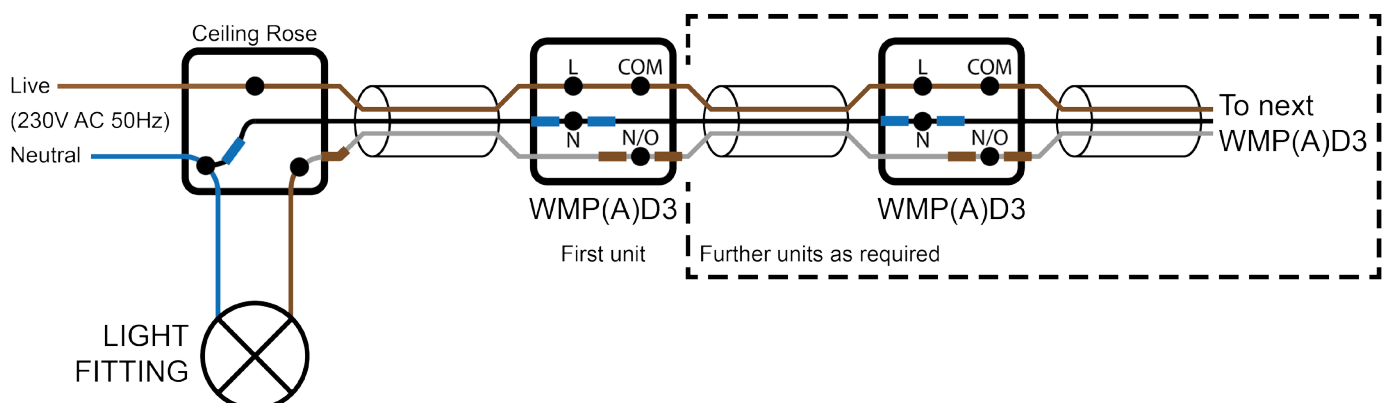 Ceiling Rose
Live
(230V AC 50Hz)
Neutral
L
COM
N
N/O
WMP(A)D3
First unit
L
COM
N
N/O
WMP(A)D3
Further units as required
To next
WMP(A)D3
LIGHT
FITTING